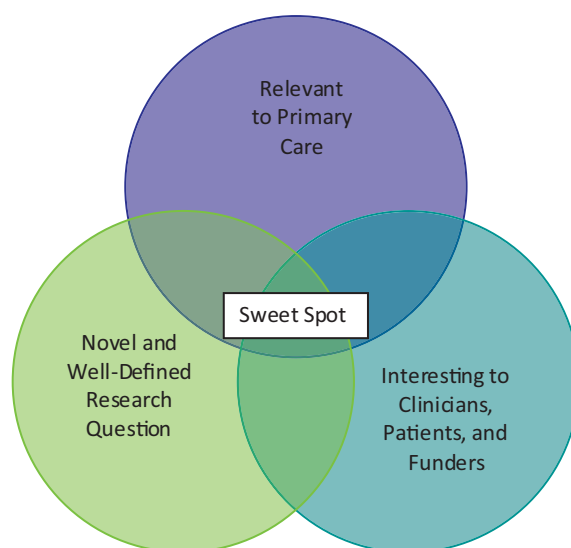 Relevant
to Primary
Care
Sweet Spot
Novel and
Well-Defined
Research
Question
Interesting to
Clinicians,
Patients, and
Funders